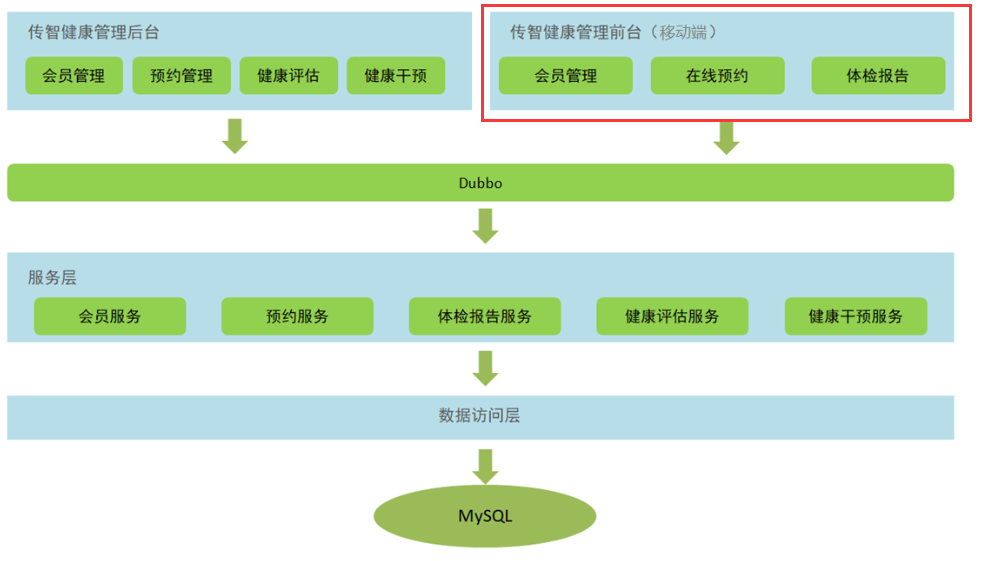 传智健康管理后台
会员管理 预约管理 健康评估 健康干预
传智健康管理前台（移动端）
会员管理 在线预约 体检报告
Dubbo
服务层
会员服务 预约服务 体检报告服务 健康评估服务 健康干预服务
数据访问层
MySQL